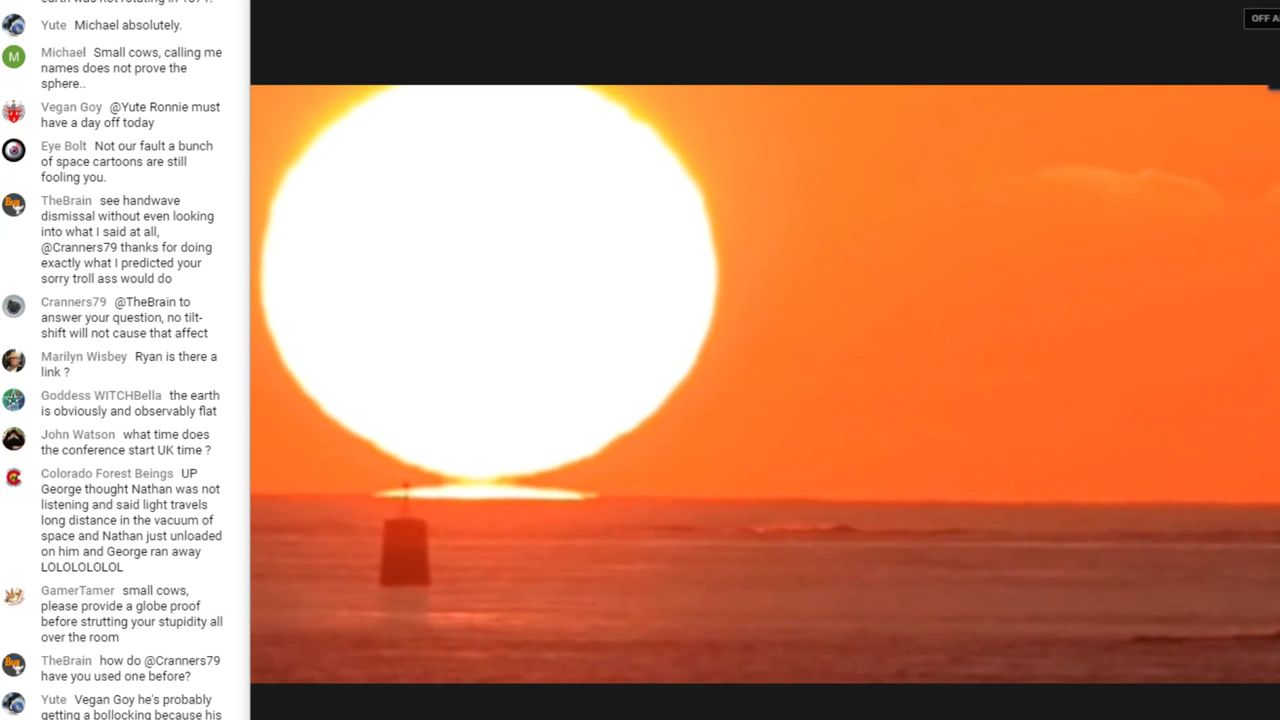 earth was not rotating in 1871.
Yute Michael absolutely.
M
Michael Small cows, calling me
names does not prove the
sphere..
Vegan Goy @Yute Ronnie must
have a day off today
Eye Bolt Not our fault a bunch
of space cartoons are still
fooling you.
TheBrain see handwave
dismissal without even looking
into what I said at all,
@Cranners79 thanks for doing
exactly what I predicted your
sorry troll ass would do
Cranners79 @TheBrain to
answer your question, no tilt-
shift will not cause that affect
Marilyn Wisbey Ryan is there a
link ?
Goddess WITCHBella the earth
is obviously and observably flat
John Watson what time does
the conference start UK time ?
Colorado Forest Beings UP
George thought Nathan was not
listening and said light travels
long distance in the vacuum of
space and Nathan just unloaded
on him and George ran away
LOLOLOLOLOL
GamerTamer small cows,
please provide a globe proof
before strutting your stupidity all
over the room
TheBrain how do @Cranners79
have you used one before?
Yute Vegan Goy he's probably
getting a bollocking because his
OFF A